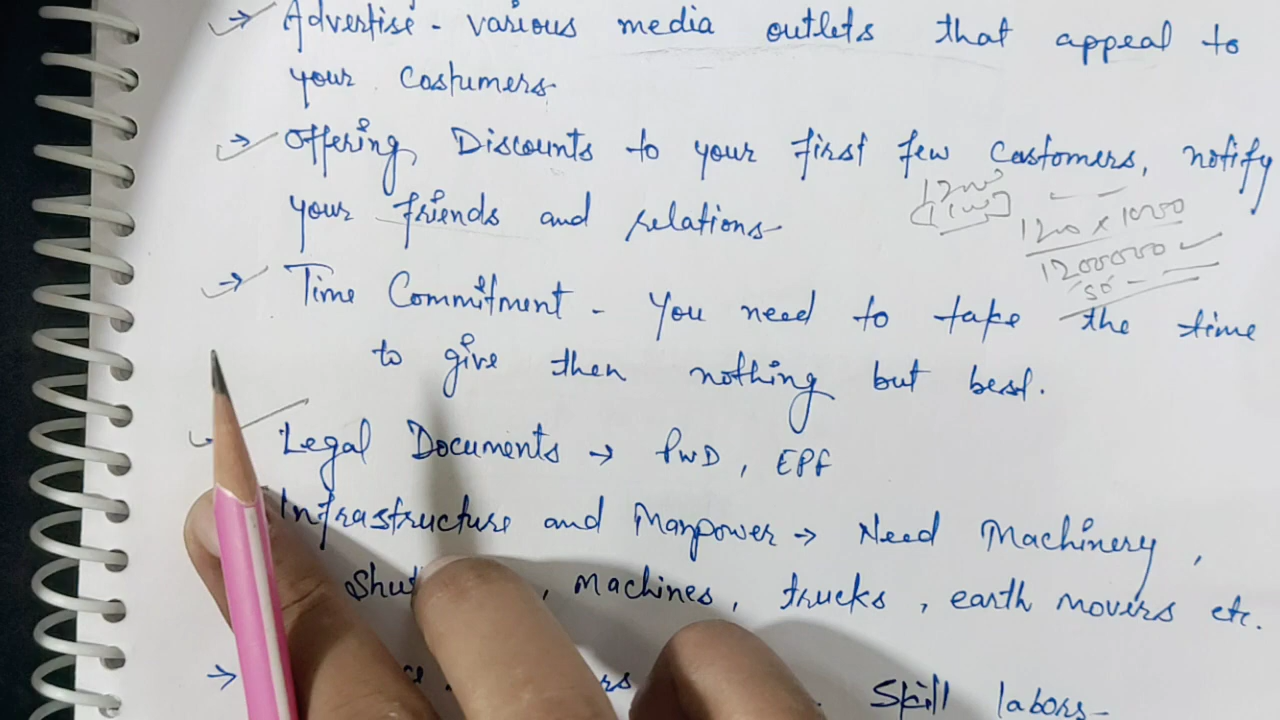 → Advertise - various media outlets that appeal to
your costumers
→ Offering Discounts to your first few costomers, notify
your friends and relations
1200 x 1000
1200000
50
→ Time Commitment - You need to take the time
to give then nothing but best.
Legal Documents → PWD, EPF
Infrastructure and Manpower → Need Machinery,
, machines, trucks, earth movers etc.
→ Skill labors